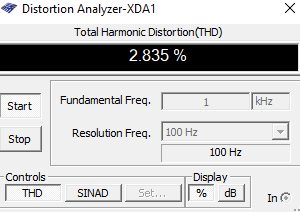 Distortion Analyzer-XDA1
Total Harmonic Distortion(THD)
2.835 %
Start
Stop
Fundamental Freq. 1 kHz
Resolution Freq. 100 Hz
100 Hz
Controls
THD SINAD Set...
Display
% dB
In